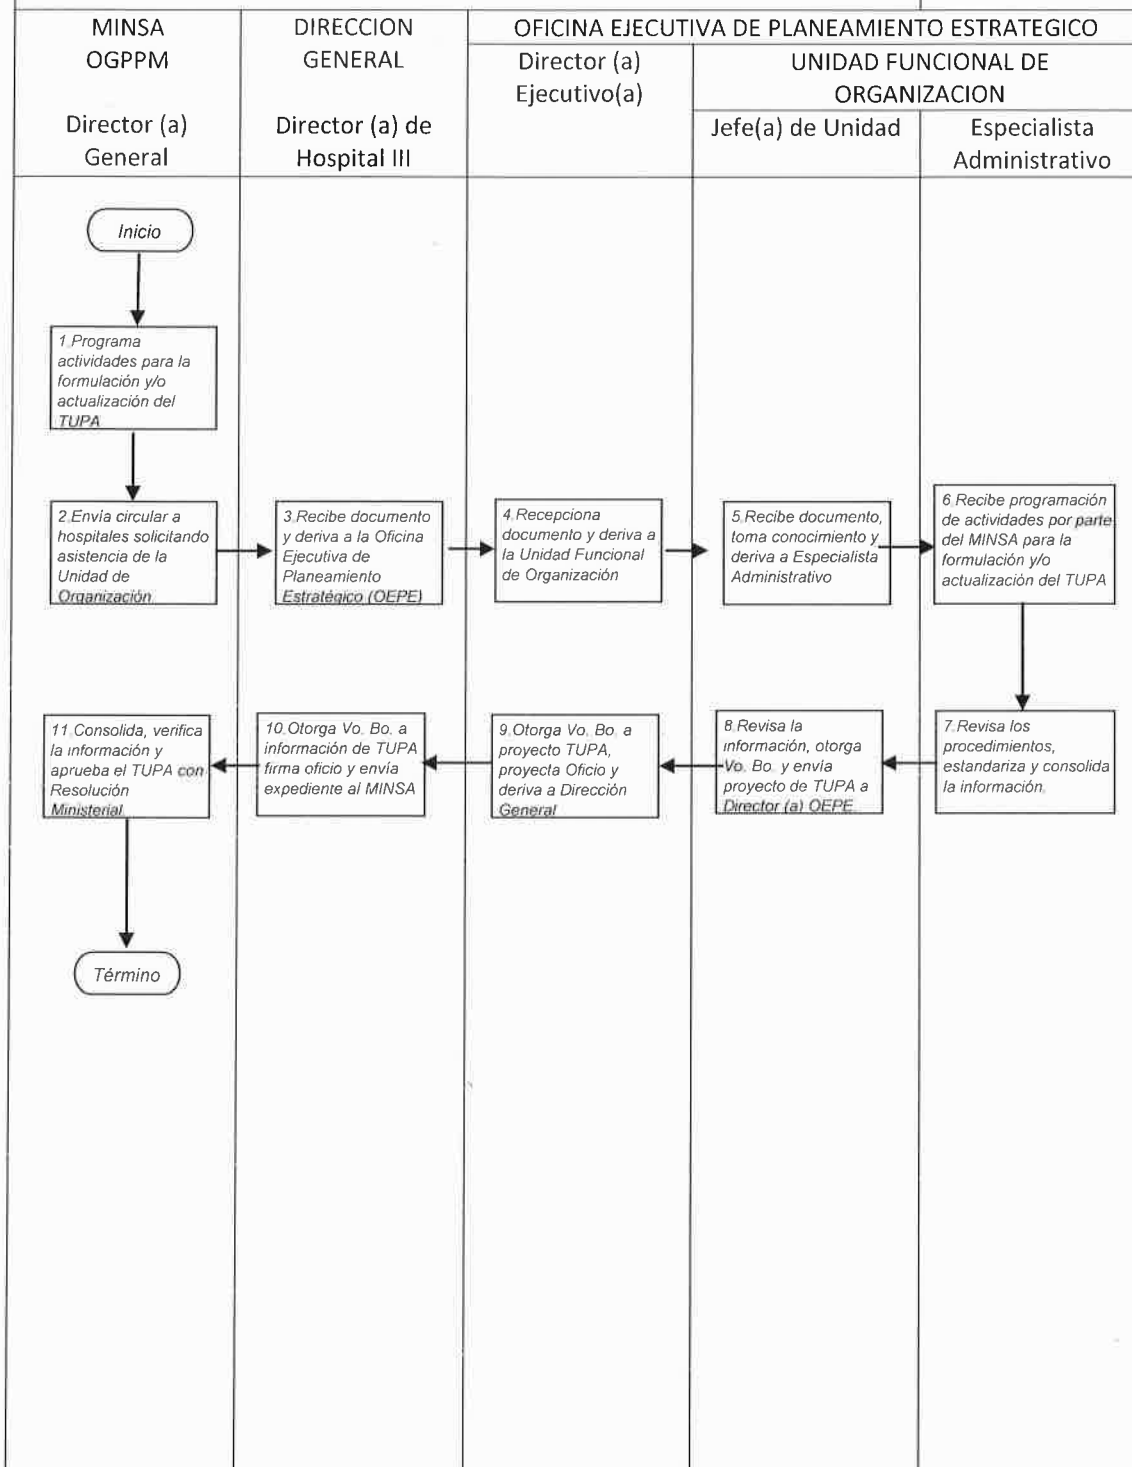 MINSA
OGPPM
Director (a)
General
DIRECCION
GENERAL
Director (a) de
Hospital III
OFICINA EJECUTIVA DE PLANEAMIENTO ESTRATEGICO
Director (a)
Ejecutivo(a)
UNIDAD FUNCIONAL DE
ORGANIZACION
Jefe(a) de Unidad
Especialista
Administrativo
Inicio
1.Programa
actividades para la
formulación y/o
actualización del
TUPA
2.Envía circular a
hospitales solicitando
asistencia de la
Unidad de
Organización.
3.Recibe documento
y deriva a la Oficina
Ejecutiva de
Planeamiento
Estratégico (OEPE)
4.Recepciona
documento y deriva a
la Unidad Funcional
de Organización
5.Recibe documento,
toma conocimiento y
deriva a Especialista
Administrativo
6.Recibe programación
de actividades por parte
del MINSA para la
formulación y/o
actualización del TUPA
7.Revisa los
procedimientos,
estandariza y consolida
la información.
8.Revisa la
información, otorga
Vo. Bo. y envía
proyecto de TUPA a
Director (a) OEPE.
9.Otorga Vo. Bo. a
proyecto TUPA,
proyecta Oficio y
deriva a Dirección
General
10.Otorga Vo. Bo. a
información de TUPA
firma oficio y envía
expediente al MINSA
11.Consolida, verifica
la información y
aprueba el TUPA con
Resolución
Ministerial.
Término